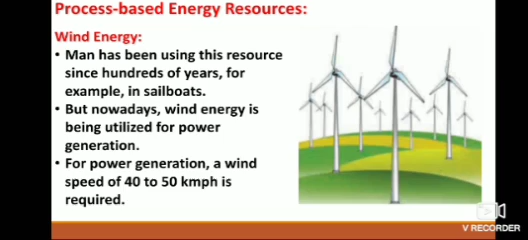 Process-based Energy Resources:
Wind Energy:
• Man has been using this resource
since hundreds of years, for
example, in sailboats.
• But nowadays, wind energy is
being utilized for power
generation.
• For power generation, a wind
speed of 40 to 50 kmph is
required.
V RECORDER